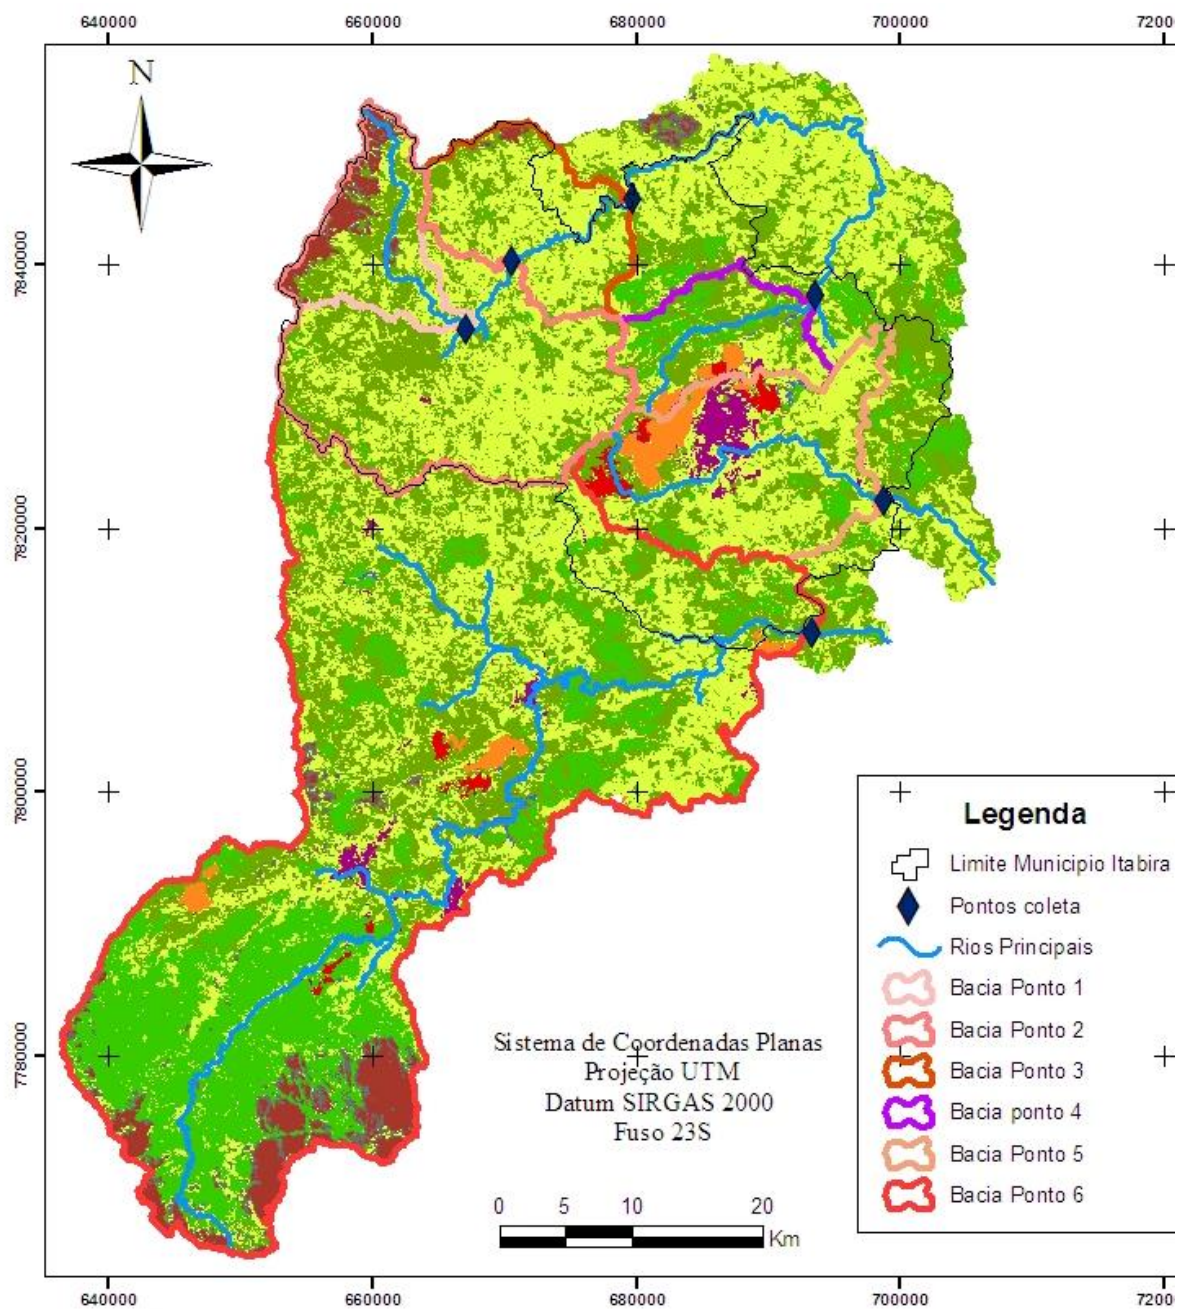 640000 660000 680000 700000 7200
N
7840000
7820000
7800000
7780000
Legenda
Limite Municipio Itabira
Pontos coleta
Rios Principais
Bacia Ponto 1
Bacia Ponto 2
Bacia Ponto 3
Bacia ponto 4
Bacia Ponto 5
Bacia Ponto 6
Sistema de Coordenadas Planas
Projeção UTM
Datum SIRGAS 2000
Fuso 23S
0 5 10 20
Km
640000 660000 680000 700000 7200